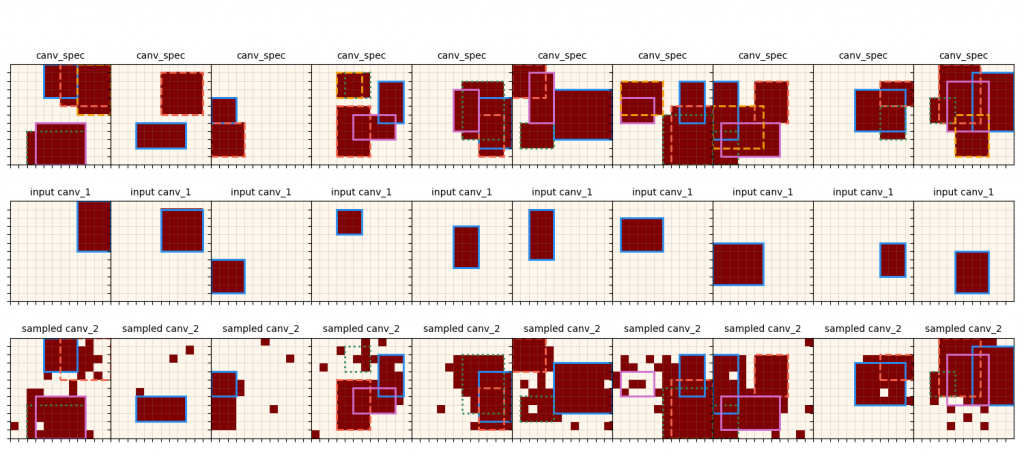 canv_spec canv_spec canv_spec canv_spec canv_spec canv_spec canv_spec canv_spec canv_spec canv_spec
input canv_1 input canv_1 input canv_1 input canv_1 input canv_1 input canv_1 input canv_1 input canv_1 input canv_1 input canv_1
sampled canv_2 sampled canv_2 sampled canv_2 sampled canv_2 sampled canv_2 sampled canv_2 sampled canv_2 sampled canv_2 sampled canv_2 sampled canv_2